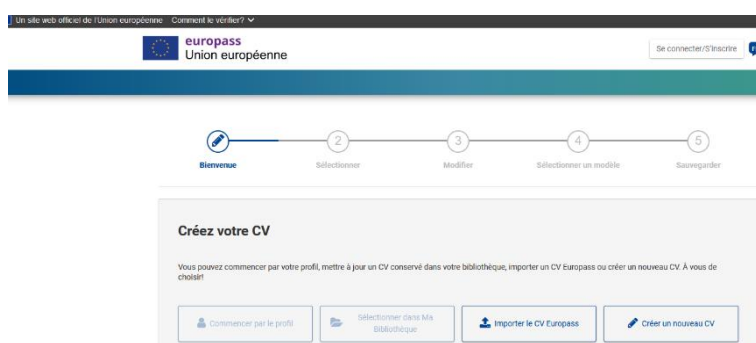 Un site web officiel de l'Union européenne Comment le vérifier?
europass
Union européenne
Se connecter/S'inscrire
2
3
4
5
Bienvenue
Sélectionner
Modifier
Sélectionner un modèle
Sauvegarder
Créez votre CV
Vous pouvez commencer par votre profil, mettre à jour un CV conservé dans votre bibliothèque, importer un CV Europass ou créer un nouveau CV. À vous de
choisir!
Commencer par le profil
Sélectionner dans Ma
Bibliothèque
Importer le CV Europass
Créer un nouveau CV